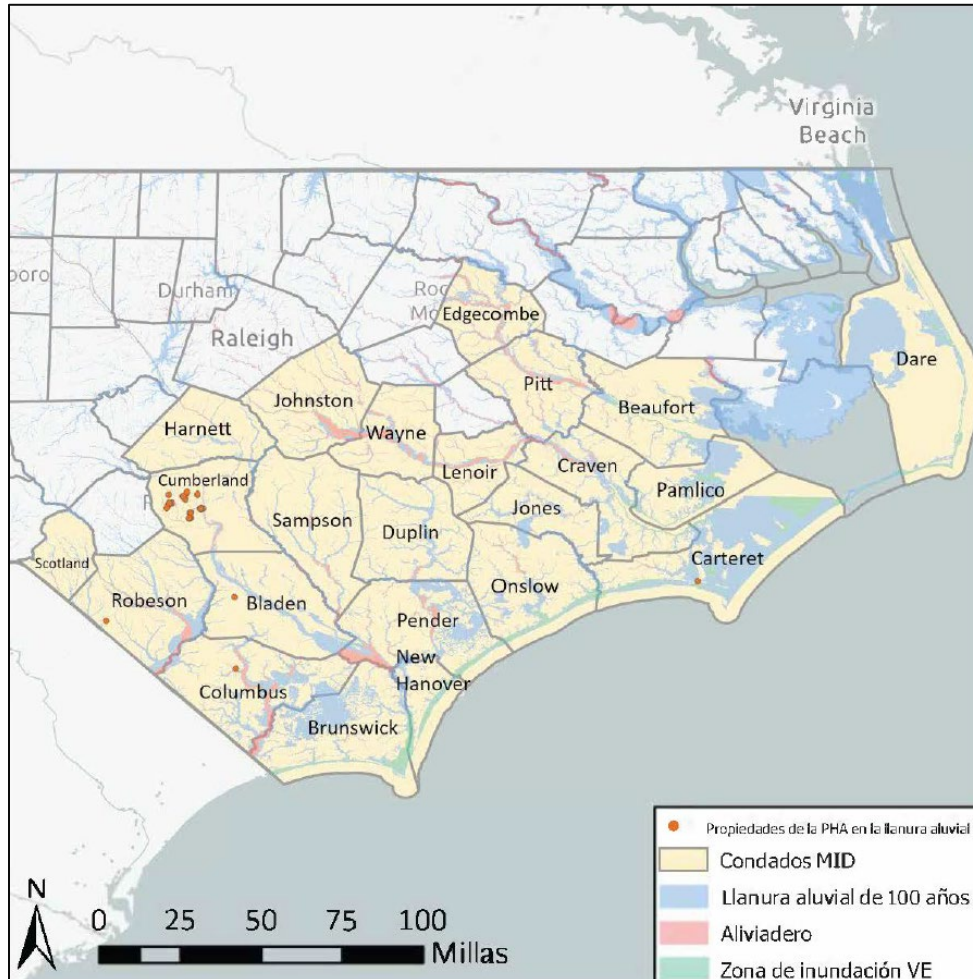 Virginia
Beach
boro
Durham
Raleigh
Edgecombe
Dare
Pitt
Beaufort
Johnston
Harnett
Wayne
Lenoir
Craven
Cumberland
Pamlico
Jones
Sampson
Duplin
Carteret
Scotland
Onslow
Robeson
Bladen
Pender
New
Hanover
Columbus
Brunswick
N
0 25 50 75 100
Millas
Propiedades de la PHA en la llanura aluvial
Condados MID
Llanura aluvial de 100 años
Aliviadero
Zona de inundación VE